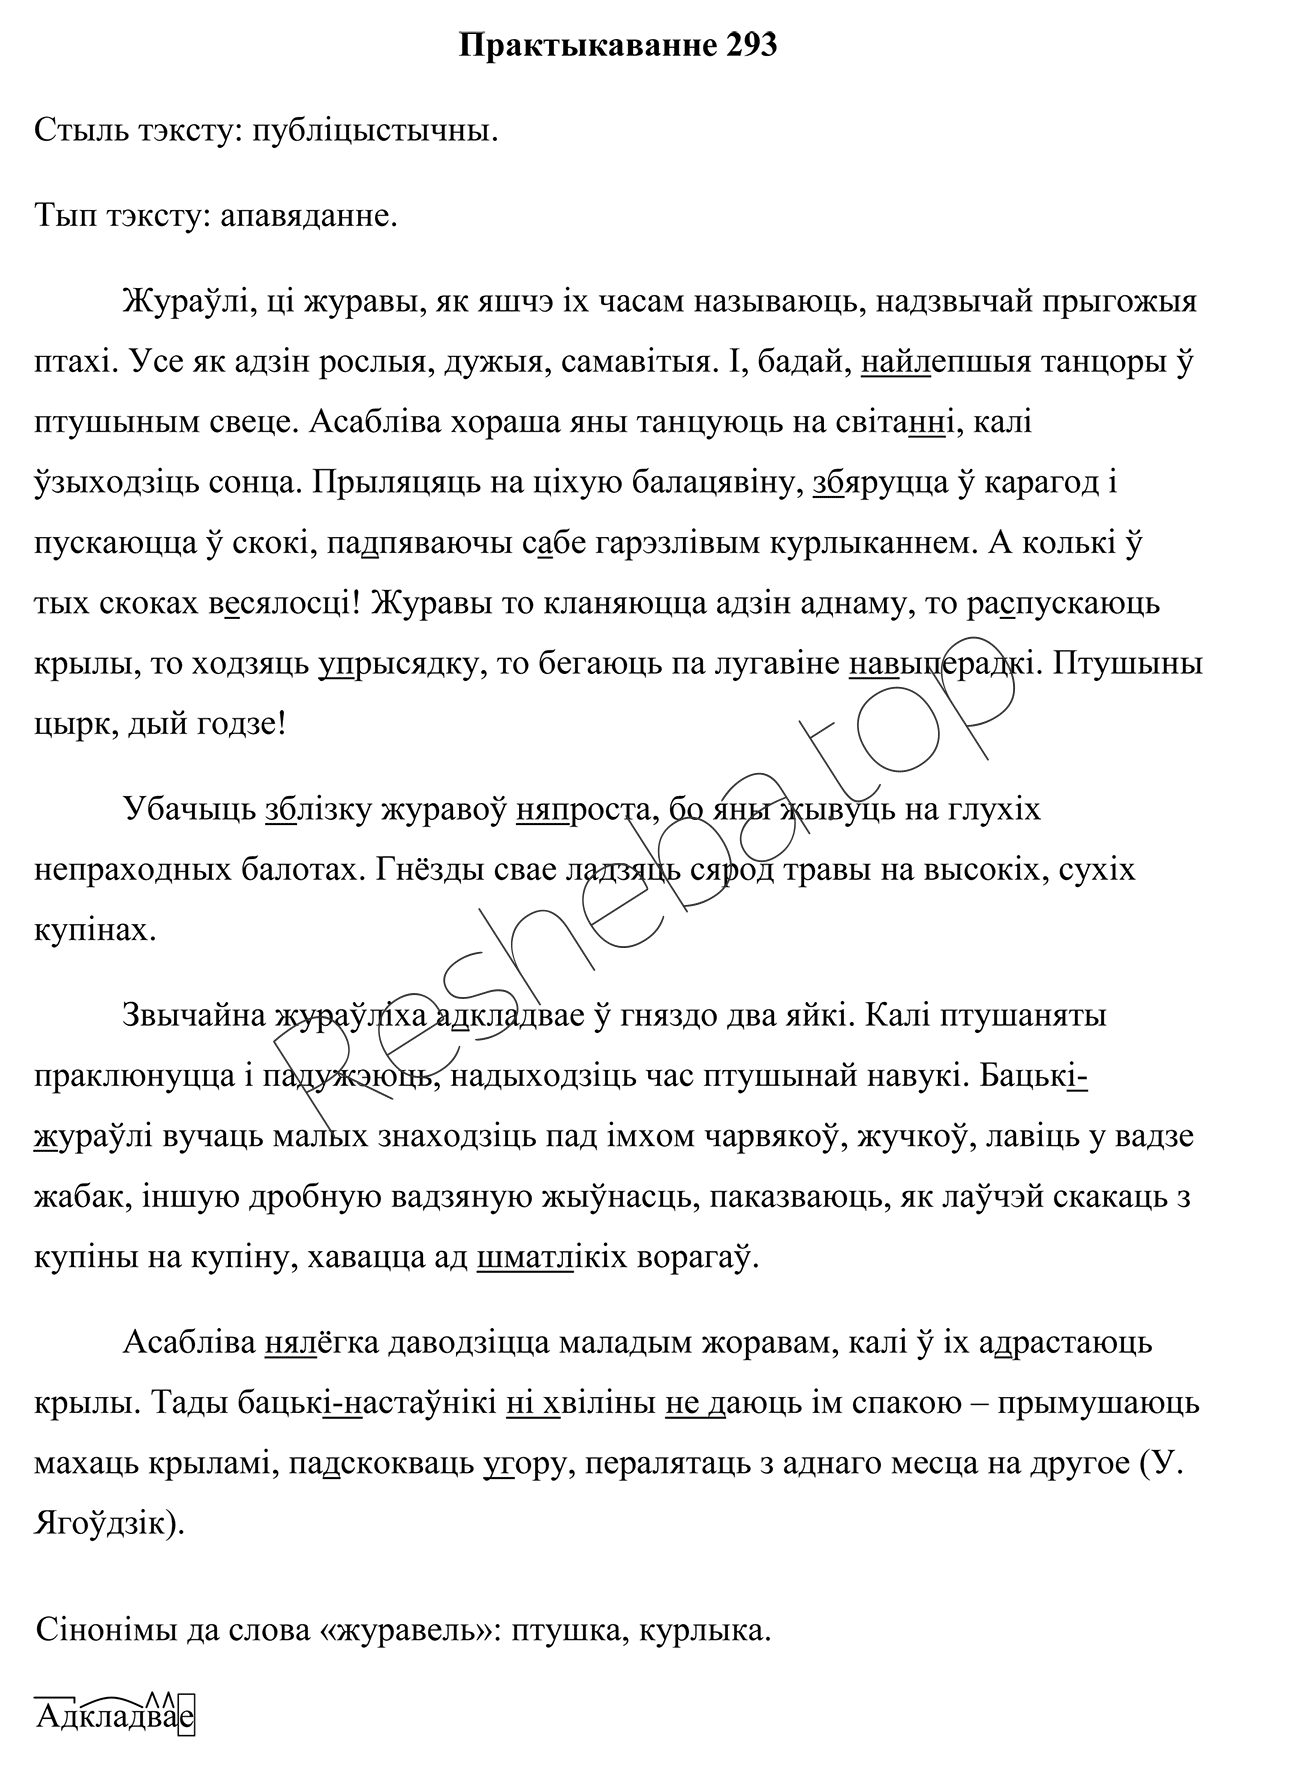 Практыкаванне 293
Стыль тэксту: публіцыстычны.
Тып тэксту: апавяданне.
Жураўлі, ці журавы, як яшчэ іх часам называюць, надзвычай прыгожыя
птахі. Усе як адзін рослыя, дужыя, самавітыя. І, бадай, найлепшыя танцоры ў
птушыным свеце. Асабліва хораша яны танцуюць на світанні, калі
ўзыходзіць сонца. Прыляцяць на ціхую балацявіну, збяруцца ў карагод і
пускаюцца ў скокі, падпяваючы сабе гарэзлівым курлыканнем. А колькі ў
тых скоках весялосці! Журавы то кланяюцца адзін аднаму, то распускаюць
крылы, то ходзяць упрысядку, то бегаюць па лугавіне навыперадкі. Птушыны
цырк, дый годзе!
Убачыць зблізку журавоў няпроста, бо яны жывуць на глухіх
непраходных балотах. Гнёзды свае ладзяць сярод травы на высокіх, сухіх
купінах.
Звычайна жураўліха адкладвае ў гняздо два яйкі. Калі птушаняты
праклюнуцца і падужэюць, надыходзіць час птушынай навукі. Бацькі-
жураўлі вучаць малых знаходзіць пад імхом чарвякоў, жучкоў, лавіць у вадзе
жабак, іншую дробную вадзяную жыўнасць, паказваюць, як лаўчэй скакаць з
купіны на купіну, хавацца ад шматлікіх ворагаў.
Асабліва нялёгка даводзіцца маладым жоравам, калі ў іх адрастаюць
крылы. Тады бацькі-настаўнікі ні хвіліны не даюць ім спакою – прымушаюць
махаць крыламі, падскокваць угору, пералятаць з аднаго месца на другое (У.
Ягоўдзік).
Сінонімы да слова «журавель»: птушка, курлыка.
Адкладвае
Resheba.top